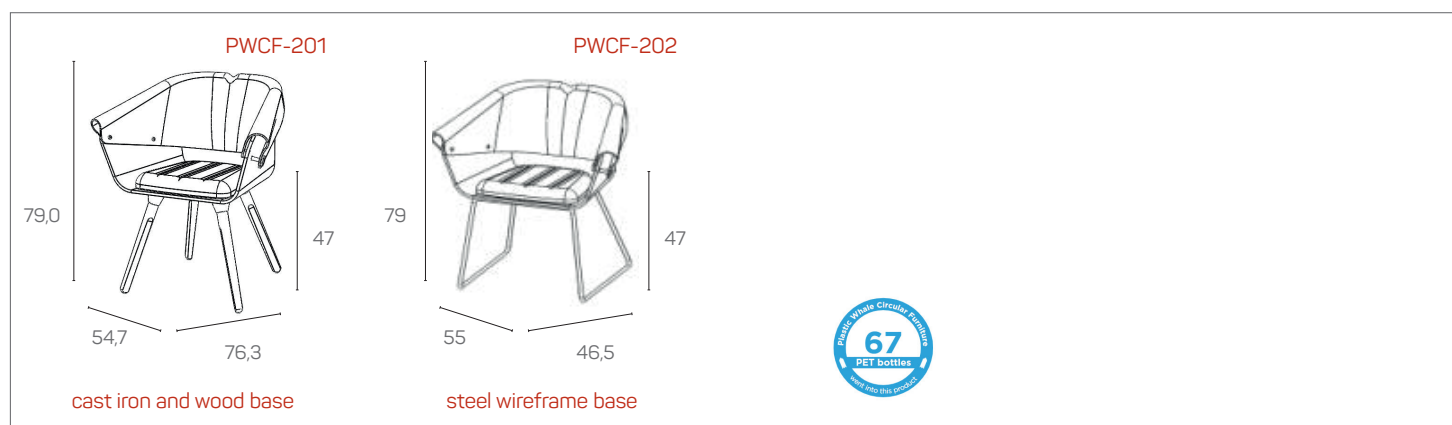 PWCF-201
79,0
47
54,7
76,3
cast iron and wood base
PWCF-202
79
47
55
46,5
steel wireframe base
Plastic Whale Circular Furniture
67
PET bottles
went into this product